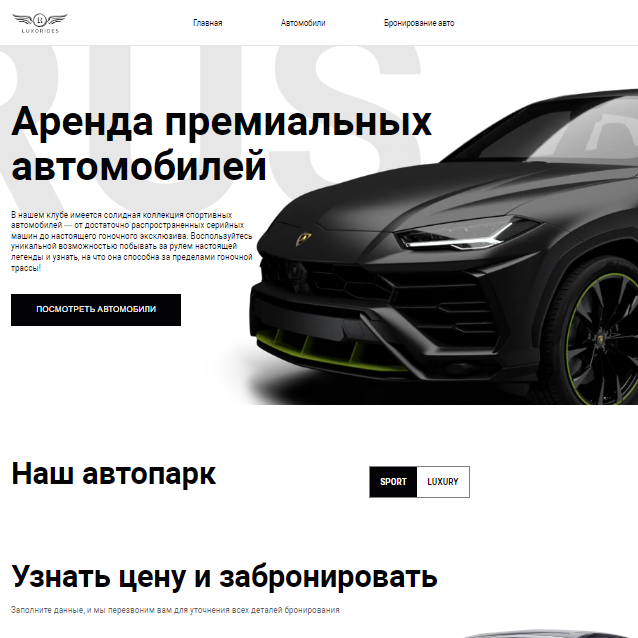 LUXORIDES
Главная
Автомобили
Бронирование авто
RUS
Аренда премиальных
автомобилей
В нашем клубе имеется солидная коллекция спортивных
автомобилей — от достаточно распространенных серийных
машин до настоящего гоночного эксклюзива. Воспользуйтесь
уникальной возможностью побывать за рулем настоящей
легенды и узнать, на что она способна за пределами гоночной
трассы!
ПОСМОТРЕТЬ АВТОМОБИЛИ
Наш автопарк
SPORT
LUXURY
Узнать цену и забронировать
Заполните данные, и мы перезвоним вам для уточнения всех деталей бронирования